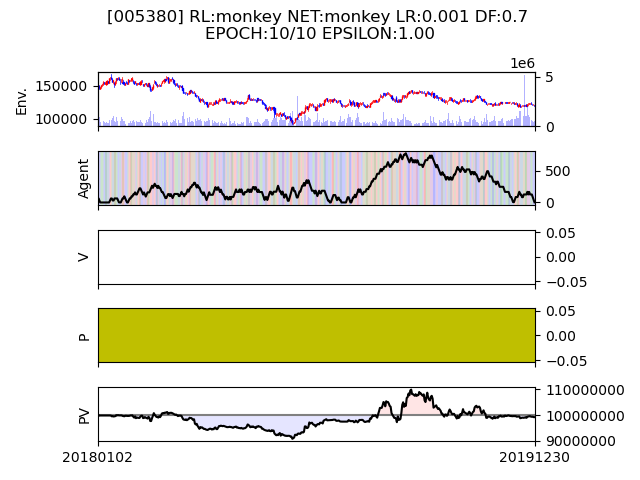 [005380] RL:monkey NET:monkey LR:0.001 DF:0.7
EPOCH:10/10 EPSILON:1.00
1e6
Env.
150000
100000
5
0
Agent
500
0
V
0.05
0.00
−0.05
P
0.05
0.00
−0.05
PV
110000000
100000000
90000000
20180102
20191230